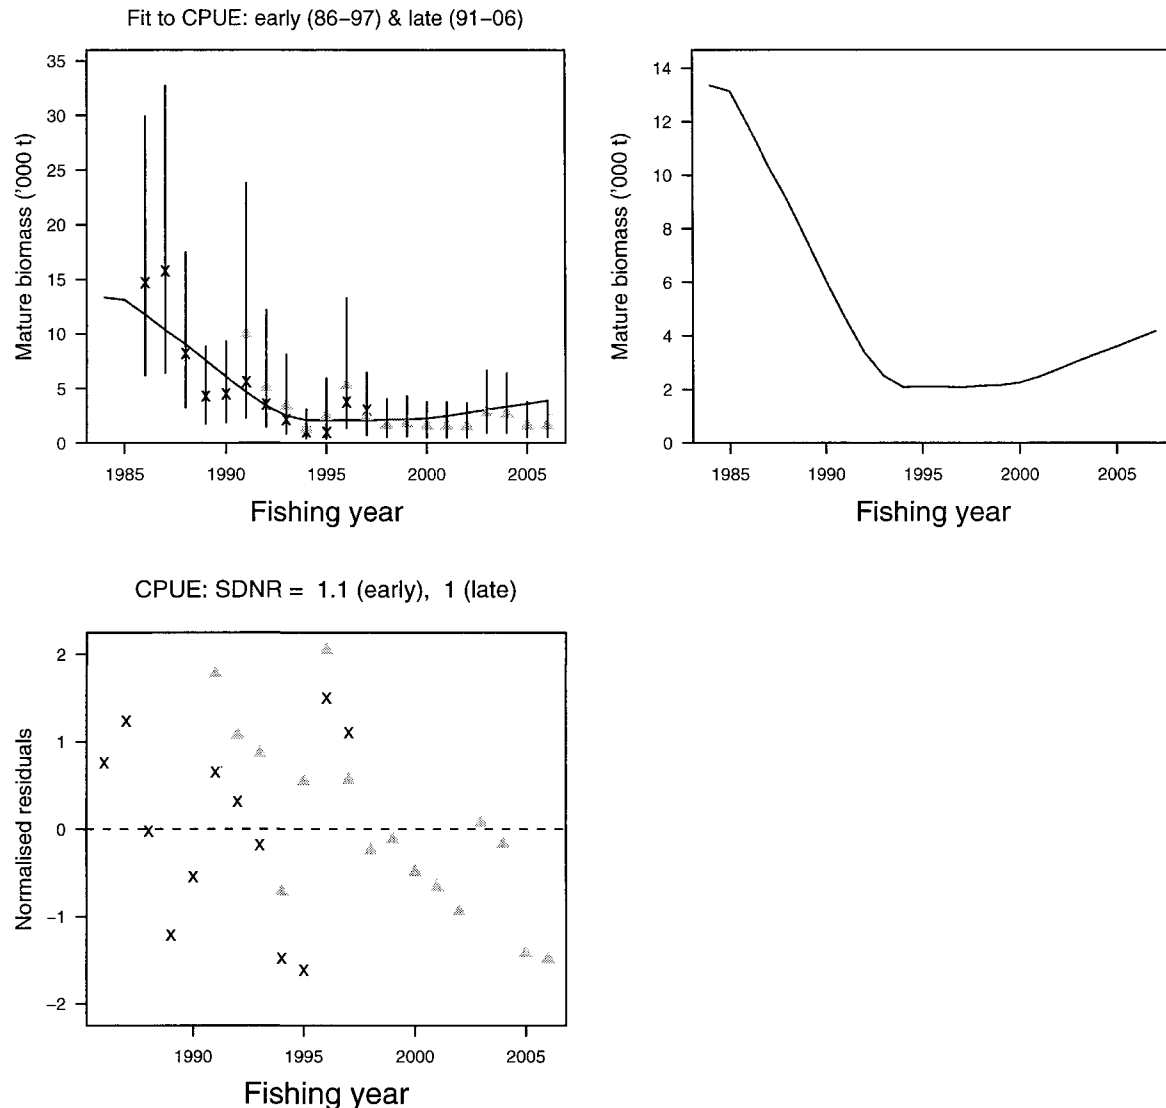 Fit to CPUE: early (86–97) & late (91–06)
Mature biomass ('000 t)
35
30
25
20
15
10
5
0
1985 1990 1995 2000 2005
Fishing year
Mature biomass ('000 t)
14
12
10
8
6
4
2
0
1985 1990 1995 2000 2005
Fishing year
CPUE: SDNR = 1.1 (early), 1 (late)
Normalised residuals
2
1
0
−1
−2
1990 1995 2000 2005
Fishing year